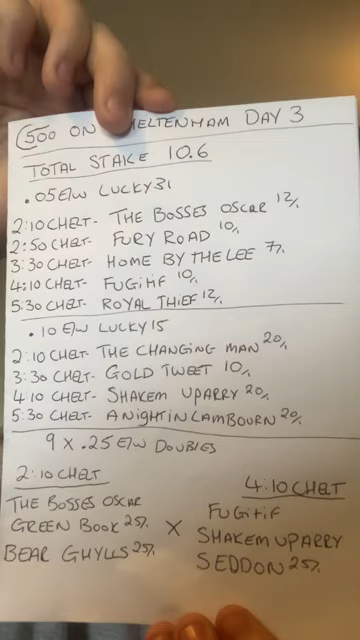 £500 ON CHELTENHAM DAY 3
TOTAL STAKE 10.6
.05 E/W LUCKY 31
2:10 CHELT- THE BOSSES OSCAR 12/1
2:50 CHELT- FURY ROAD 10/1
3:30 CHELT- HOME BY THE LEE 7/1
4:10 CHELT- FUGITIF 10/1
5.30 CHELT- ROYAL THIEF 12/1
.10 E/W LUCKY 15
2:10 CHELT THE CHANGING MAN 20/1
3:30 CHELT- GOLD TWEET 10/1
4:10 CHELT- SHAKEM UPARRY 20/1
5:30 CHELT- A NIGHT IN LAMBOURN 20/1
9 X .25 E/W DOUBLES
2:10 CHELT
THE BOSSES OSCAR
GREEN BOOK 25/1
BEAR GHYLLS 25/1
X
4:10 CHELT
FUGITIF
SHAKEM UPARRY
SEDDON 25/1